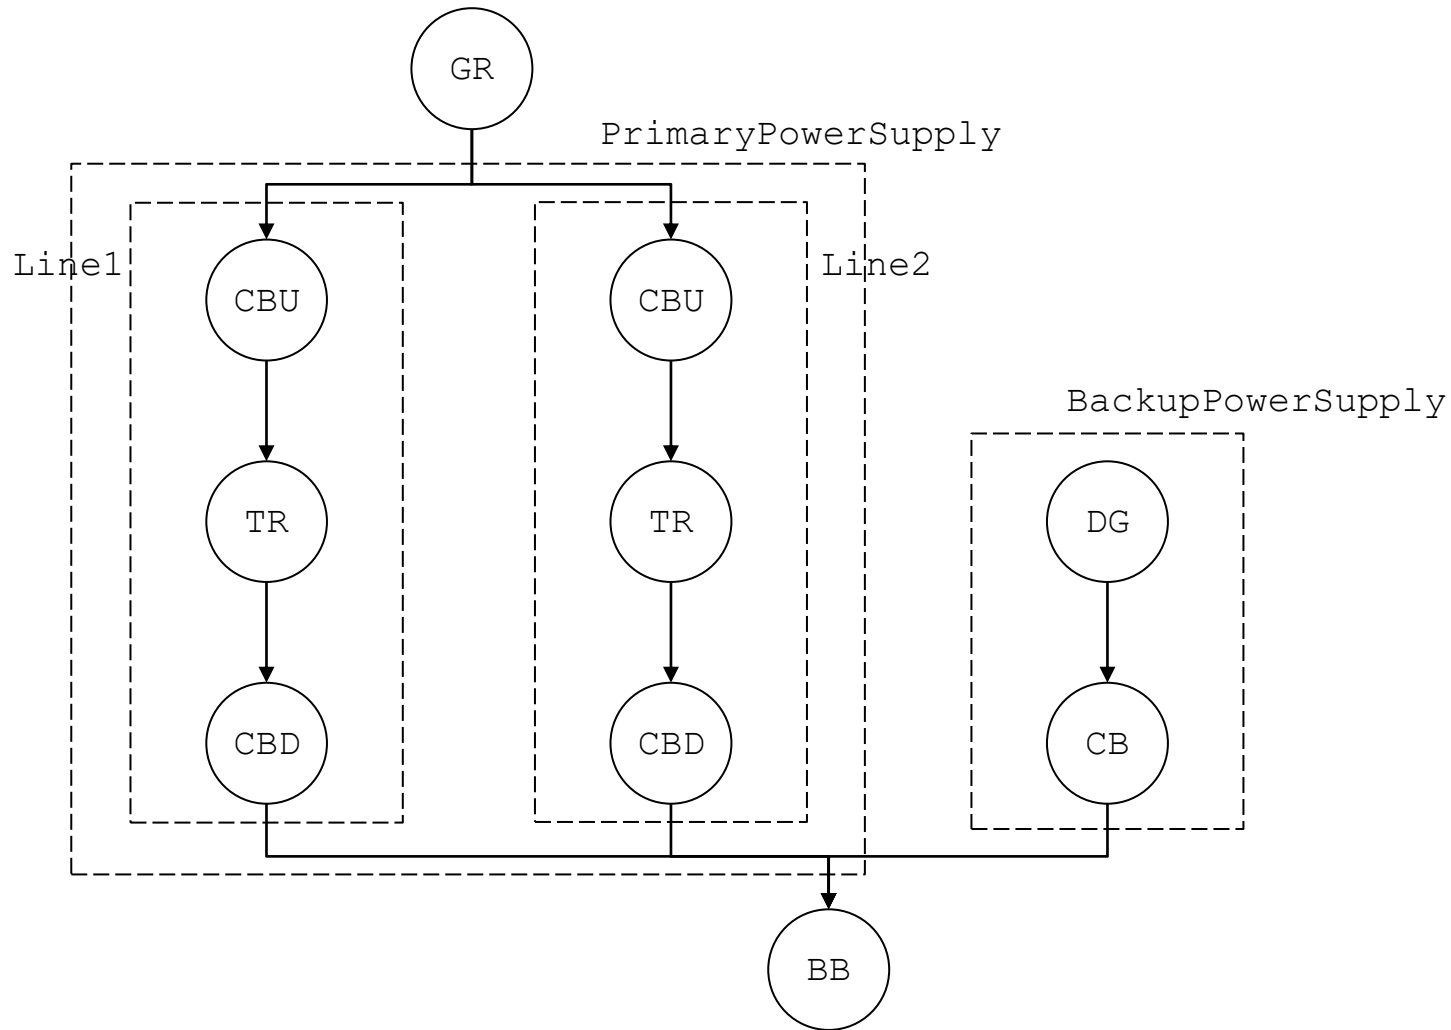 GR
PrimaryPowerSupply
Line1
CBU
CBU
Line2
BackupPowerSupply
TR
TR
DG
CBD
CBD
CB
BB